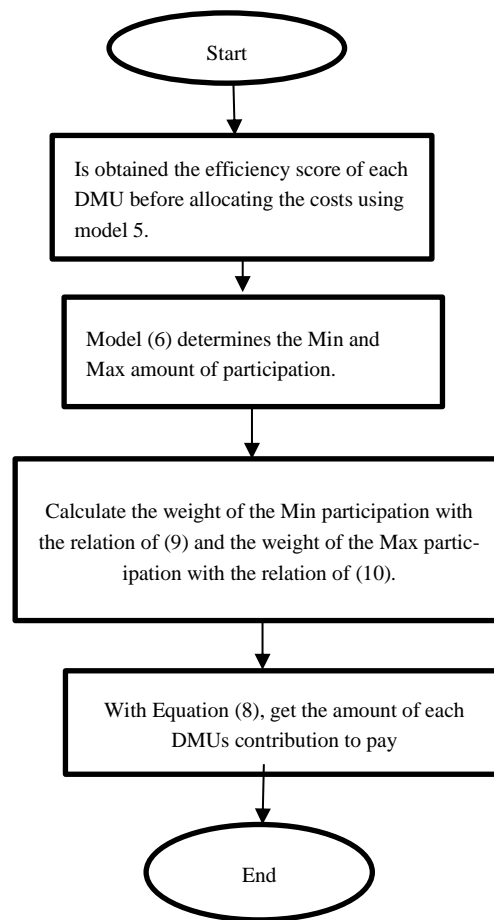 Start
Is obtained the efficiency score of each
DMU before allocating the costs using
model 5.
Model (6) determines the Min and
Max amount of participation.
Calculate the weight of the Min participation with
the relation of (9) and the weight of the Max partic-
ipation with the relation of (10).
With Equation (8), get the amount of each
DMUs contribution to pay
End